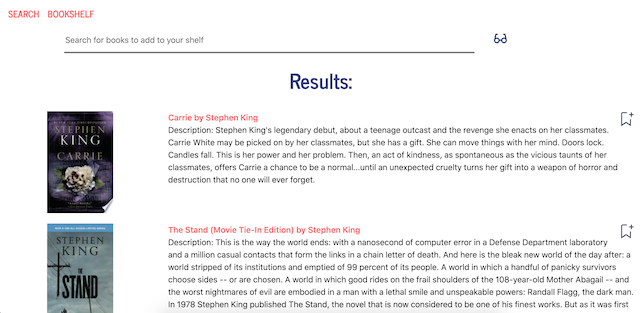 SEARCH BOOKSHELF
Search for books to add to your shelf
Results:
STEPHEN
KING
CARRIE
Carrie by Stephen King
Description: Stephen King's legendary debut, about a teenage outcast and the revenge she enacts on her classmates.
Carrie White may be picked on by her classmates, but she has a gift. She can move things with her mind. Doors lock.
Candles fall. This is her power and her problem. Then, an act of kindness, as spontaneous as the vicious taunts of her
classmates, offers Carrie a chance to be a normal...until an unexpected cruelty turns her gift into a weapon of horror and
destruction that no one will ever forget.
STEPHEN
KING
THE
STAND
The Stand (Movie Tie-In Edition) by Stephen King
Description: This is the way the world ends: with a nanosecond of computer error in a Defense Department laboratory
and a million casual contacts that form the links in a chain letter of death. And here is the bleak new world of the day after: a
world stripped of its institutions and emptied of 99 percent of its people. A world in which a handful of panicky survivors
choose sides -- or are chosen. A world in which good rides on the frail shoulders of the 108-year-old Mother Abagail -- and
the worst nightmares of evil are embodied in a man with a lethal smile and unspeakable powers: Randall Flagg, the dark man.
In 1978 Stephen King published The Stand, the novel that is now considered to be one of his finest works. But as it was first